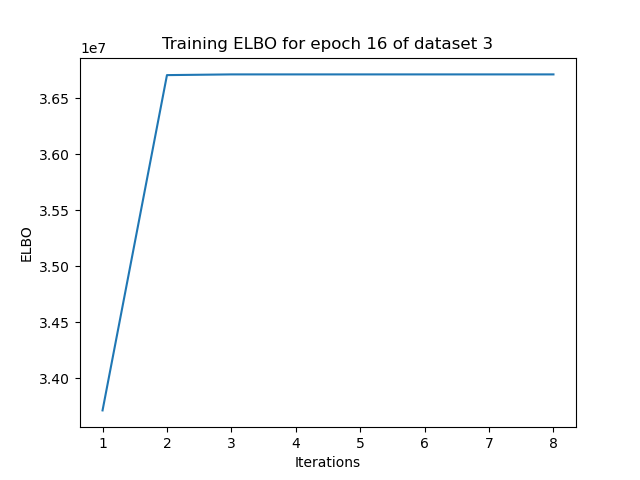 Training ELBO for epoch 16 of dataset 3
1e7
3.65
3.60
3.55
3.50
3.45
3.40
ELBO
1 2 3 4 5 6 7 8
Iterations